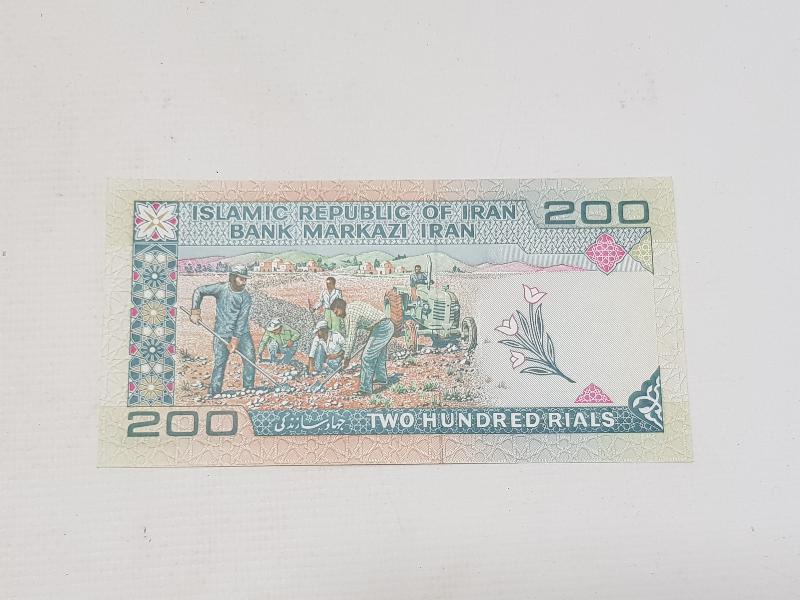 ISLAMIC REPUBLIC OF IRAN 200
BANK MARKAZI IRAN
200 جهاد سازندگی TWO HUNDRED RIALS